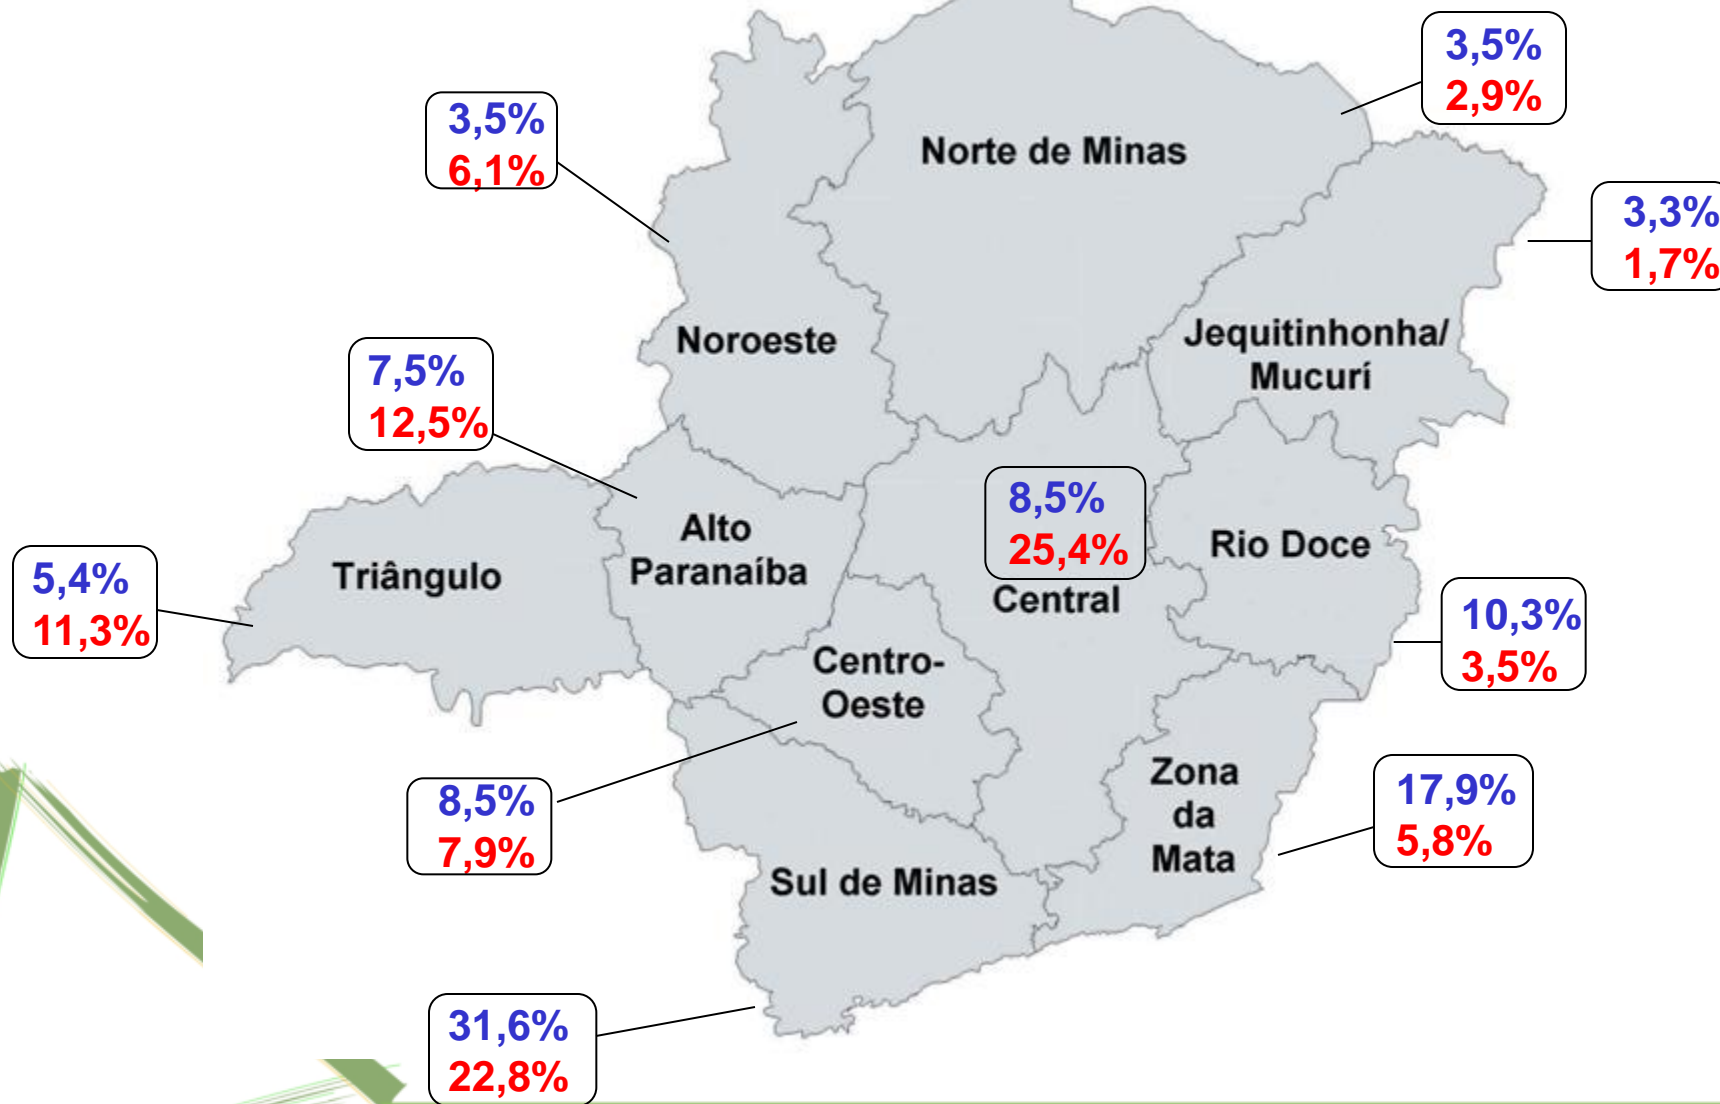 3,5%
2,9%
3,5%
6,1%
Norte de Minas
3,3%
1,7%
Noroeste
Jequitinhonha/
Mucurí
7,5%
12,5%
8,5%
25,4%
Central
Alto
Paranaíba
Rio Doce
Triângulo
5,4%
11,3%
10,3%
3,5%
Centro-
Oeste
Zona
da
Mata
17,9%
5,8%
8,5%
7,9%
Sul de Minas
31,6%
22,8%